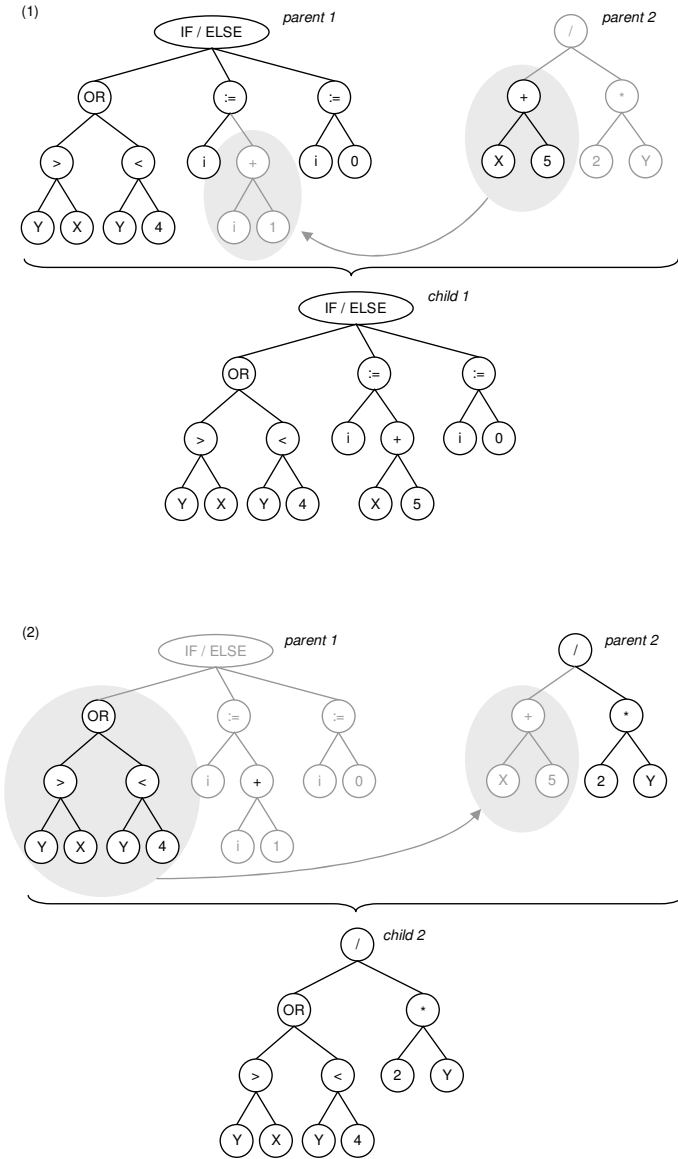 (1)
parent 1
parent 2
IF / ELSE
/
OR
:=
:=
+
*
>
<
i
+
i
0
X
5
2
Y
Y
X
Y
4
i
1
child 1
IF / ELSE
OR
:=
:=
>
<
i
+
i
0
Y
X
Y
4
X
5
(2)
parent 1
parent 2
IF / ELSE
/
OR
:=
:=
+
*
>
<
i
+
i
0
X
5
2
Y
Y
X
Y
4
i
1
child 2
/
OR
*
>
<
2
Y
Y
X
Y
4